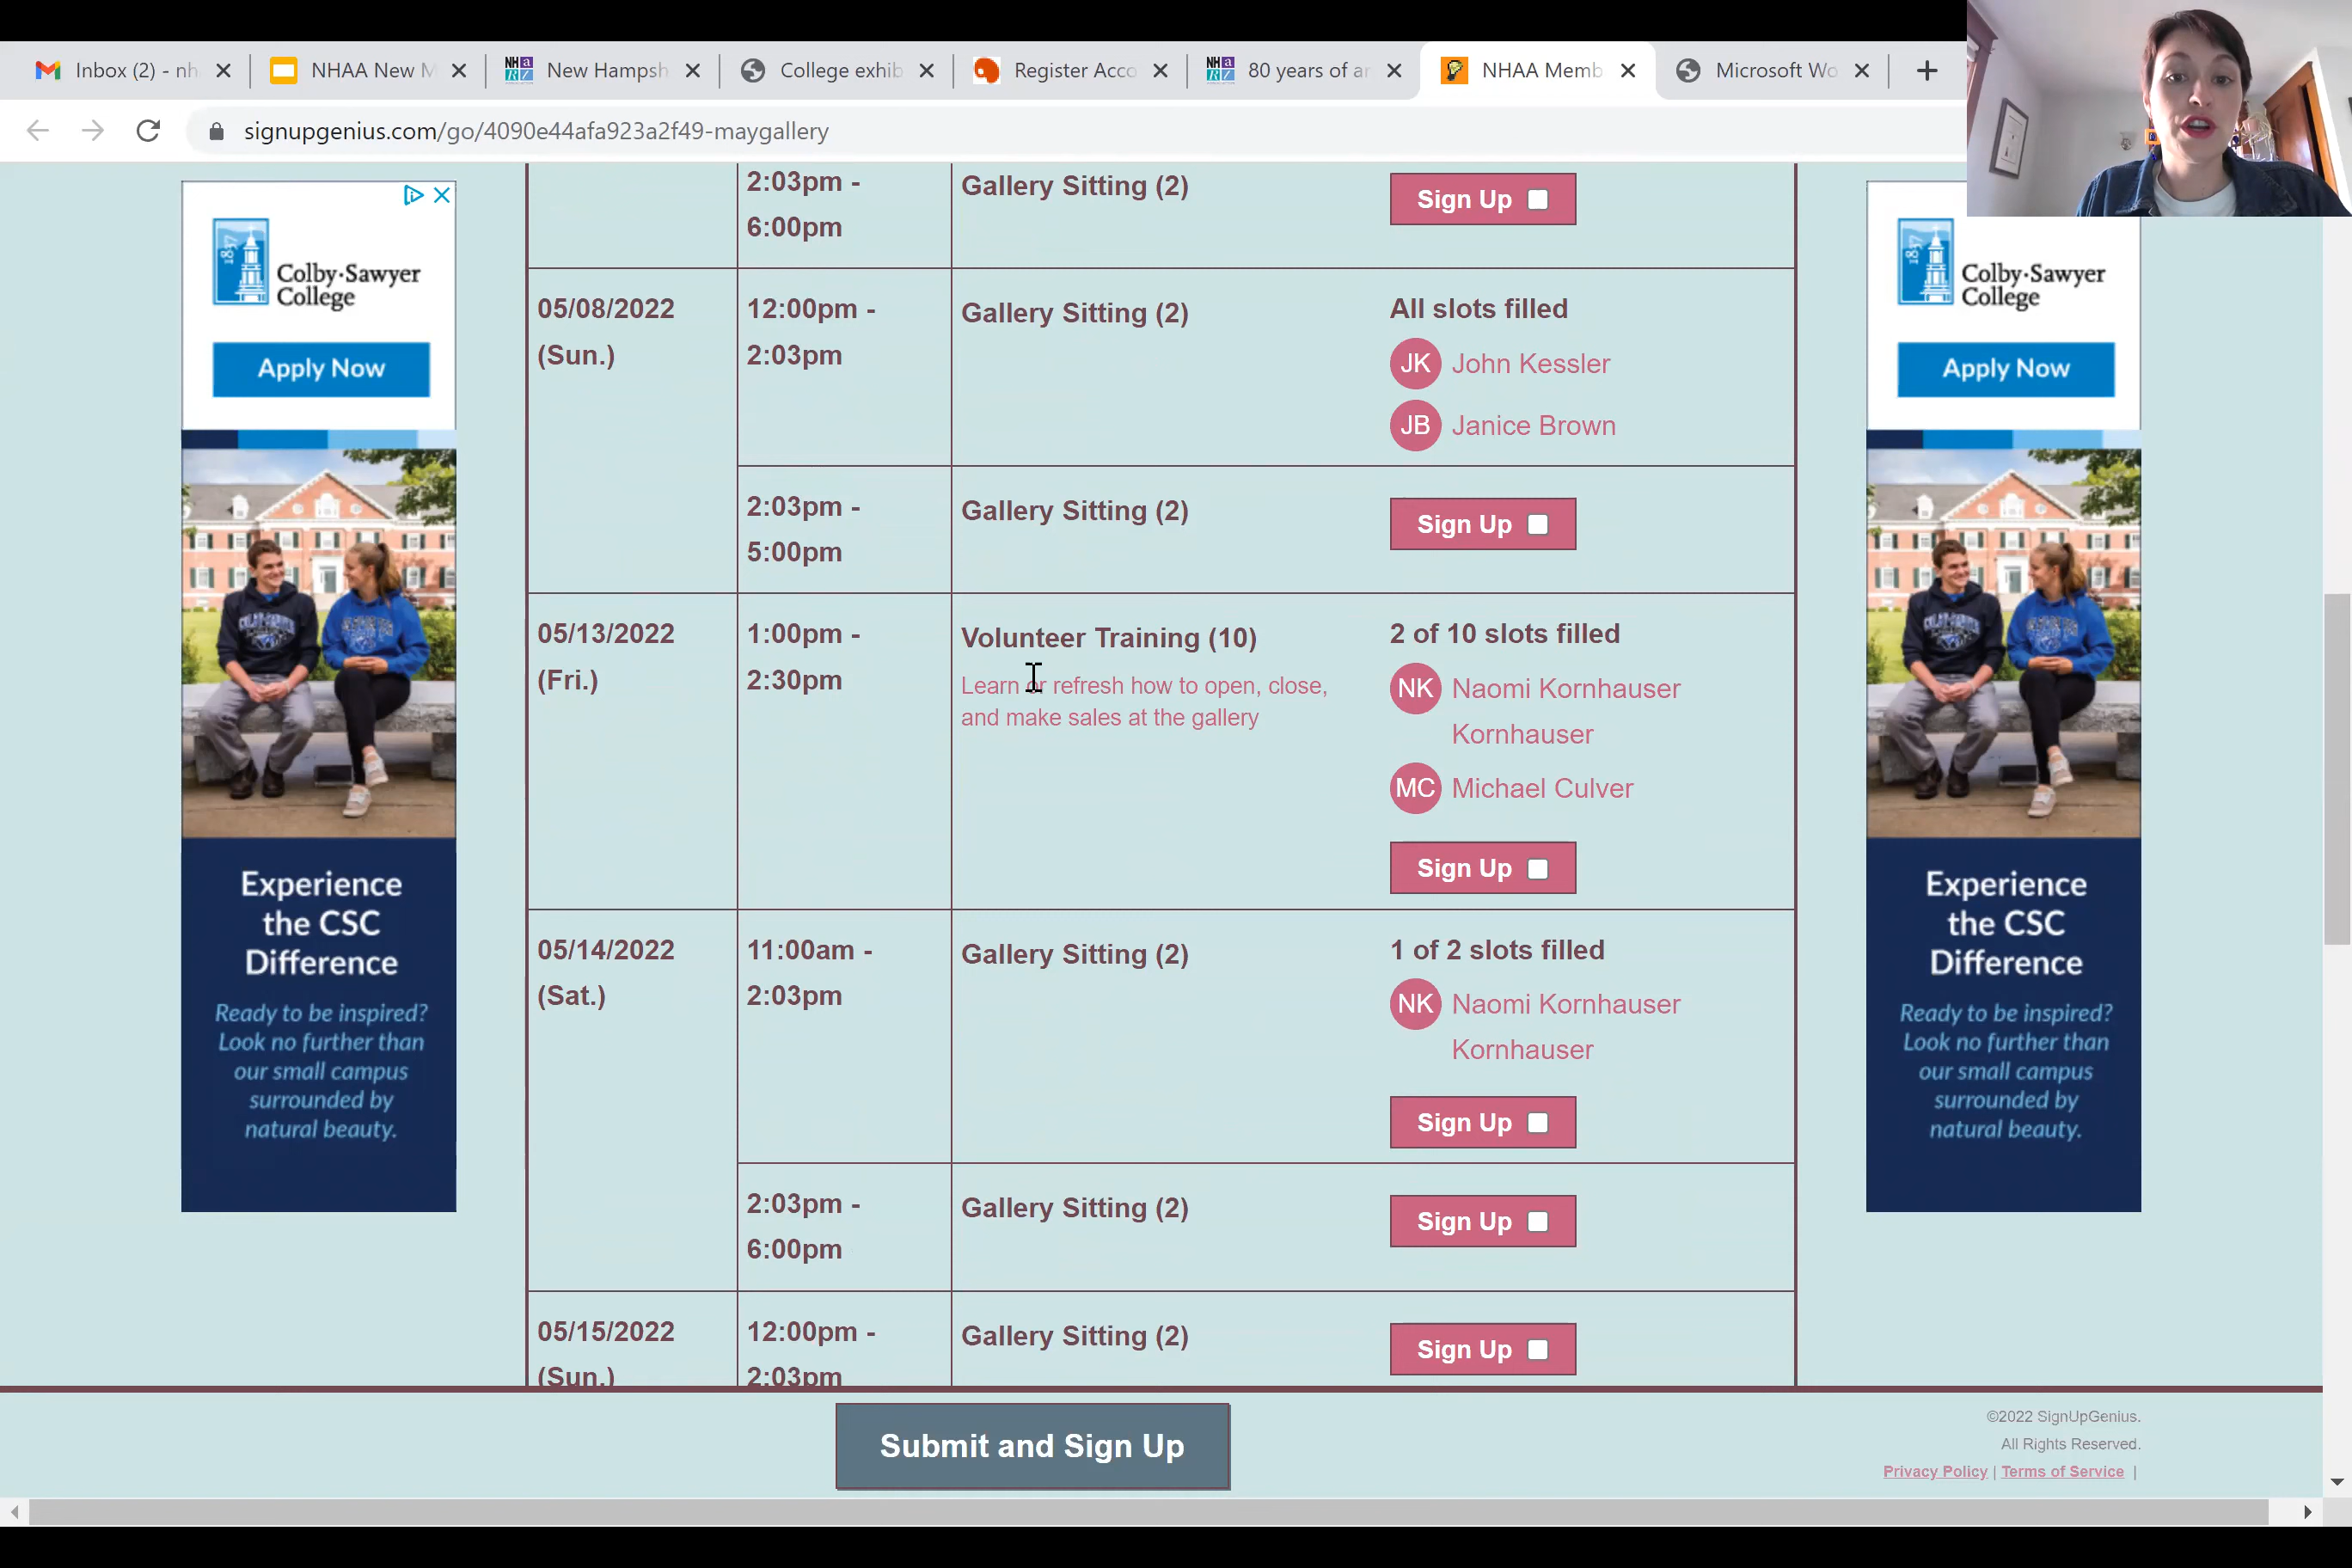 Inbox (2) - nh
NHAA New M
New Hampsh
College exhib
Register Acco
80 years of ar
NHAA Memb
Microsoft Wo
signupgenius.com/go/4090e44afa923a2f49-maygallery
2:03pm -
6:00pm
Gallery Sitting (2)
Sign Up
05/08/2022
(Sun.)
12:00pm -
2:03pm
Gallery Sitting (2)
All slots filled
JK John Kessler
JB Janice Brown
2:03pm -
5:00pm
Gallery Sitting (2)
Sign Up
05/13/2022
(Fri.)
1:00pm -
2:30pm
Volunteer Training (10)
Learn or refresh how to open, close,
and make sales at the gallery
2 of 10 slots filled
NK Naomi Kornhauser
Kornhauser
MC Michael Culver
Sign Up
05/14/2022
(Sat.)
11:00am -
2:03pm
Gallery Sitting (2)
1 of 2 slots filled
NK Naomi Kornhauser
Kornhauser
Sign Up
2:03pm -
6:00pm
Gallery Sitting (2)
Sign Up
05/15/2022
(Sun.)
12:00pm -
2:03pm
Gallery Sitting (2)
Sign Up
Submit and Sign Up
©2022 SignUpGenius.
All Rights Reserved.
Privacy Policy | Terms of Service |
1837
Colby·Sawyer
College
Apply Now
Experience
the CSC
Difference
Ready to be inspired?
Look no further than
our small campus
surrounded by
natural beauty.
1837
Colby·Sawyer
College
Apply Now
Experience
the CSC
Difference
Ready to be inspired?
Look no further than
our small campus
surrounded by
natural beauty.